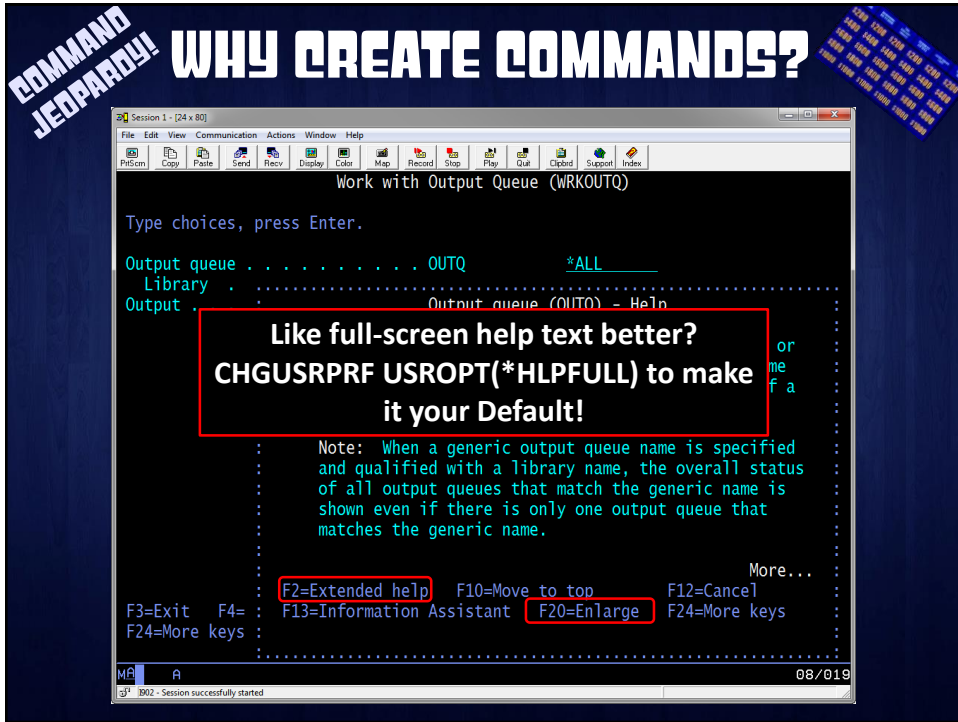 COMMAND
JEOPARDY!
WHY CREATE COMMANDS?
Session 1 - [24 x 80]
File Edit View Communication Actions Window Help
PrtScrn Copy Paste Send Recv Display Color Map Record Stop Play Quit Clipbrd Support Index
Work with Output Queue (WRKOUTQ)
Type choices, press Enter.
Output queue . . . . . . . . . . . OUTQ *ALL
Library .
Output .
Output queue (OUTQ) - Help
or
me
f a
Like full-screen help text better?
CHGUSRPRF USROPT(*HLPFULL) to make
it your Default!
Note: When a generic output queue name is specified
and qualified with a library name, the overall status
of all output queues that match the generic name is
shown even if there is only one output queue that
matches the generic name.
More...
F2=Extended help F10=Move to top F12=Cancel
F3=Exit F4= : F13=Information Assistant F20=Enlarge F24=More keys
F24=More keys
MA A 08/019
I902 - Session successfully started